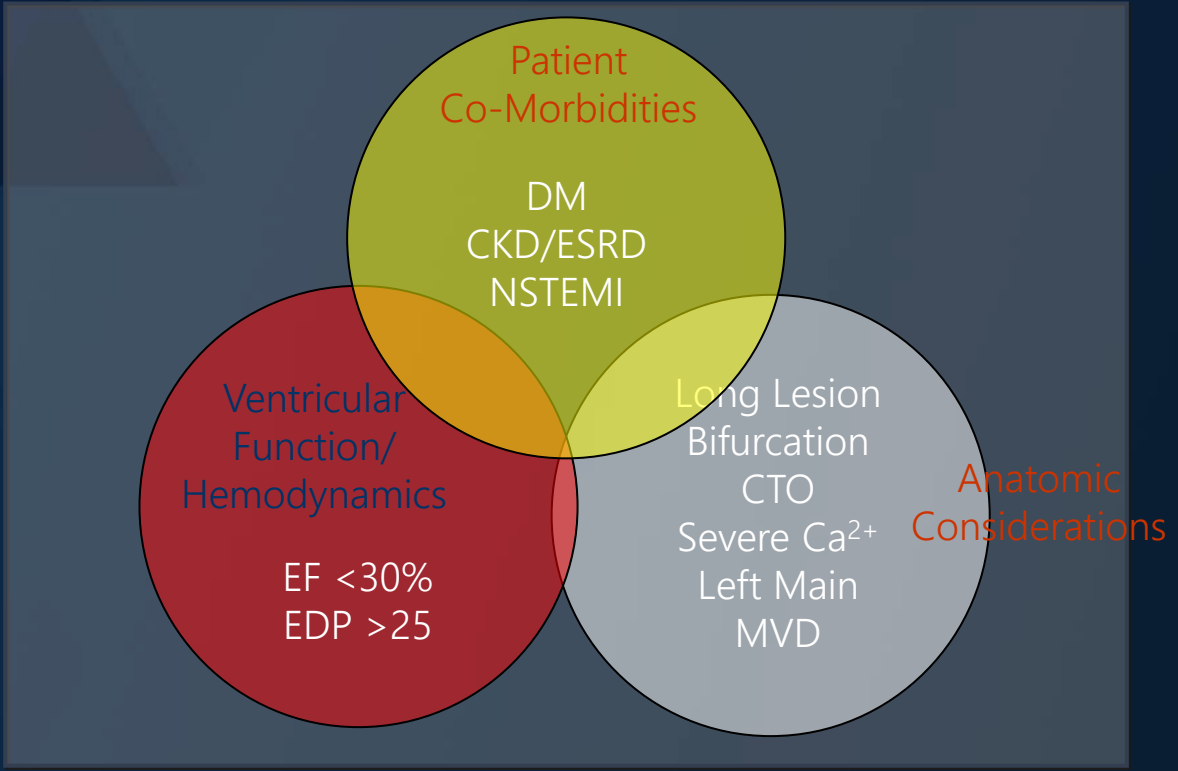 Patient
Co-Morbidities
DM
CKD/ESRD
NSTEMI
Ventricular
Function/
Hemodynamics
EF <30%
EDP >25
Long Lesion
Bifurcation
CTO
Severe Ca²⁺
Left Main
MVD
Anatomic
Considerations